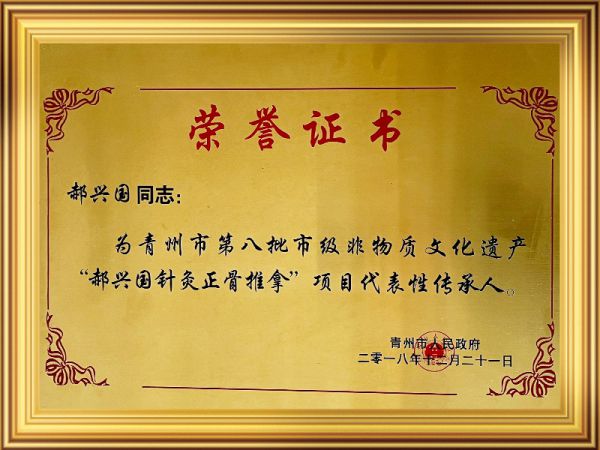 荣誉证书
郝兴国同志：
为青州市第八批市级非物质文化遗产
“郝兴国针灸正骨推拿”项目代表性传承人。
青州市人民政府
二零一八年十二月二十一日